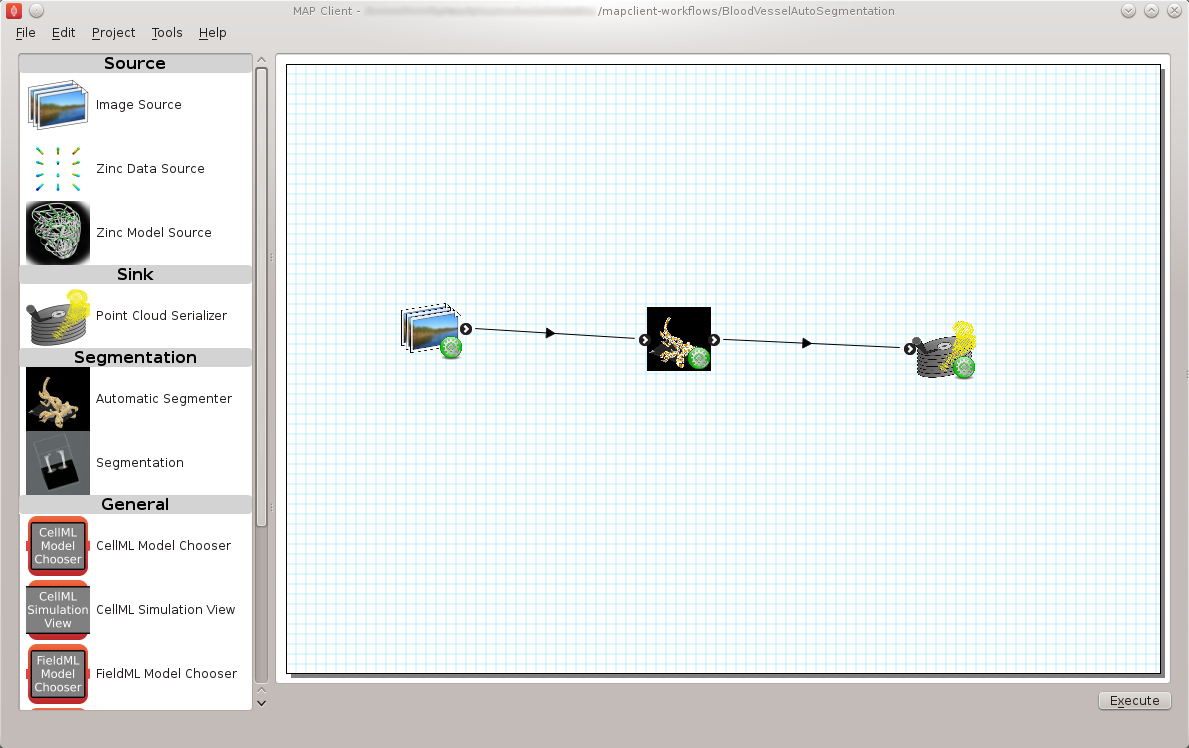 MAP Client - /mapclient-workflows/BloodVesselAutoSegmentation
File Edit Project Tools Help
Source
Image Source
Zinc Data Source
Zinc Model Source
Sink
Point Cloud Serializer
Segmentation
Automatic Segmenter
Segmentation
General
CellML
Model
Chooser
CellML Model Chooser
CellML
Simulation
View
CellML Simulation View
FieldML
Model
Chooser
FieldML Model Chooser
Execute